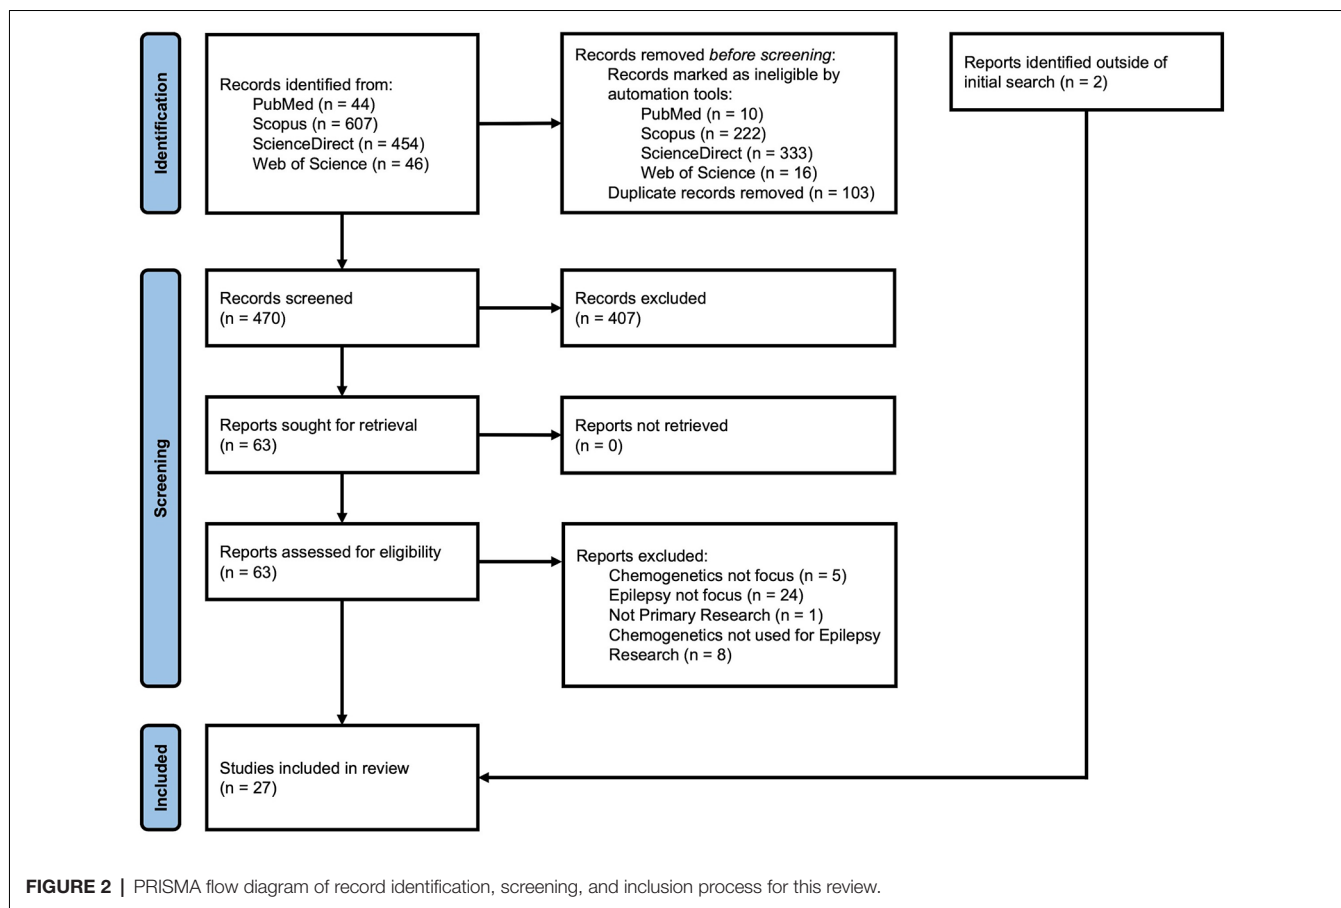 Identification
Records identified from:
PubMed (n = 44)
Scopus (n = 607)
ScienceDirect (n = 454)
Web of Science (n = 46)
Records removed before screening:
Records marked as ineligible by
automation tools:
PubMed (n = 10)
Scopus (n = 222)
ScienceDirect (n = 333)
Web of Science (n = 16)
Duplicate records removed (n = 103)
Reports identified outside of
initial search (n = 2)
Screening
Records screened
(n = 470)
Records excluded
(n = 407)
Reports sought for retrieval
(n = 63)
Reports not retrieved
(n = 0)
Reports assessed for eligibility
(n = 63)
Reports excluded:
Chemogenetics not focus (n = 5)
Epilepsy not focus (n = 24)
Not Primary Research (n = 1)
Chemogenetics not used for Epilepsy
Research (n = 8)
Included
Studies included in review
(n = 27)
FIGURE 2 | PRISMA flow diagram of record identification, screening, and inclusion process for this review.